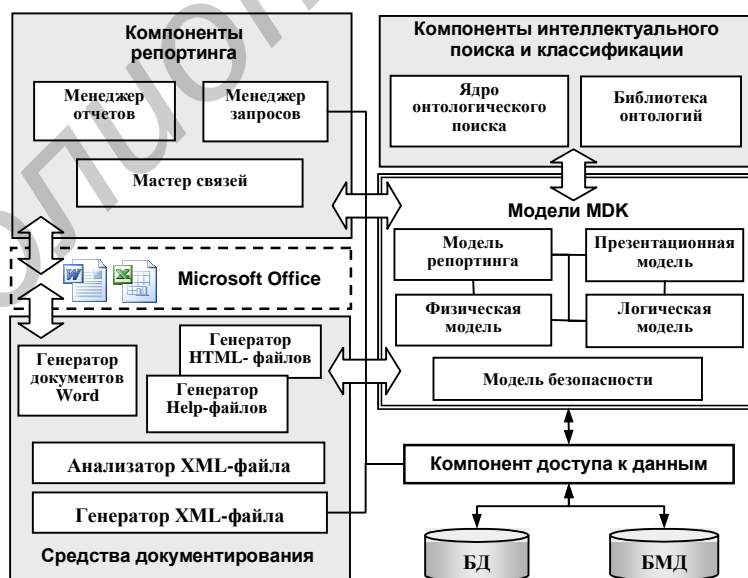 Компоненты
репортинга
Менеджер
отчетов
Менеджер
запросов
Мастер связей
Компоненты интеллектуального
поиска и классификации
Ядро
онтологического
поиска
Библиотека
онтологий
Модели MDK
Модель
репортинга
Презентационная
модель
Физическая
модель
Логическая
модель
Модель безопасности
Microsoft Office
Генератор
документов
Word
Генератор
HTML- файлов
Генератор
Help-файлов
Анализатор XML-файла
Генератор XML-файла
Средства документирования
Компонент доступа к данным
БД
БМД